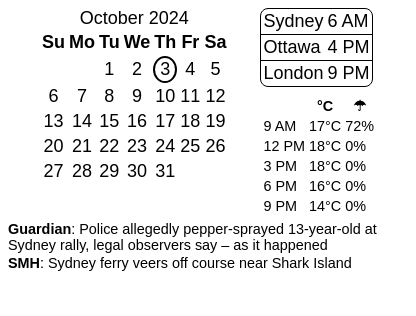 October 2024
Su Mo Tu We Th Fr Sa
1 2 3 4 5
6 7 8 9 10 11 12
13 14 15 16 17 18 19
20 21 22 23 24 25 26
27 28 29 30 31
Sydney 6 AM
Ottawa 4 PM
London 9 PM
°C ☂
9 AM 17°C 72%
12 PM 18°C 0%
3 PM 18°C 0%
6 PM 16°C 0%
9 PM 14°C 0%
Guardian: Police allegedly pepper-sprayed 13-year-old at
Sydney rally, legal observers say – as it happened
SMH: Sydney ferry veers off course near Shark Island